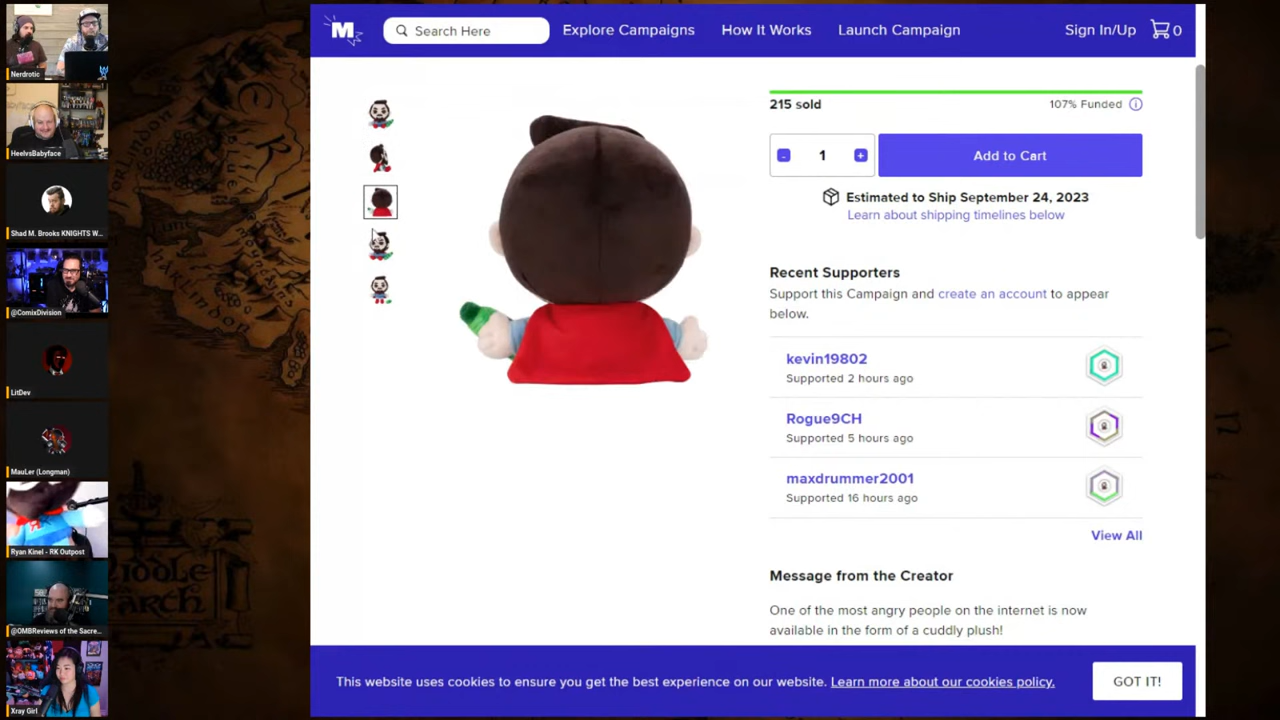 Nerdrotic
HeelvsBabyface
Shad M. Brooks KNIGHTS W...
@ComixDivision
LitDev
MauLer (Longman)
Ryan Kinel - RK Outpost
@OMBReviews of the Sacre...
Xray Girl
M
Search Here
Explore Campaigns
How It Works
Launch Campaign
Sign In/Up
0
215 sold
107% Funded
- 1 +
Add to Cart
Estimated to Ship September 24, 2023
Learn about shipping timelines below
Recent Supporters
Support this Campaign and create an account to appear
below.
kevin19802
Supported 2 hours ago
Rogue9CH
Supported 5 hours ago
maxdrummer2001
Supported 16 hours ago
View All
Message from the Creator
One of the most angry people on the internet is now
available in the form of a cuddly plush!
This website uses cookies to ensure you get the best experience on our website. Learn more about our cookies policy.
GOT IT!